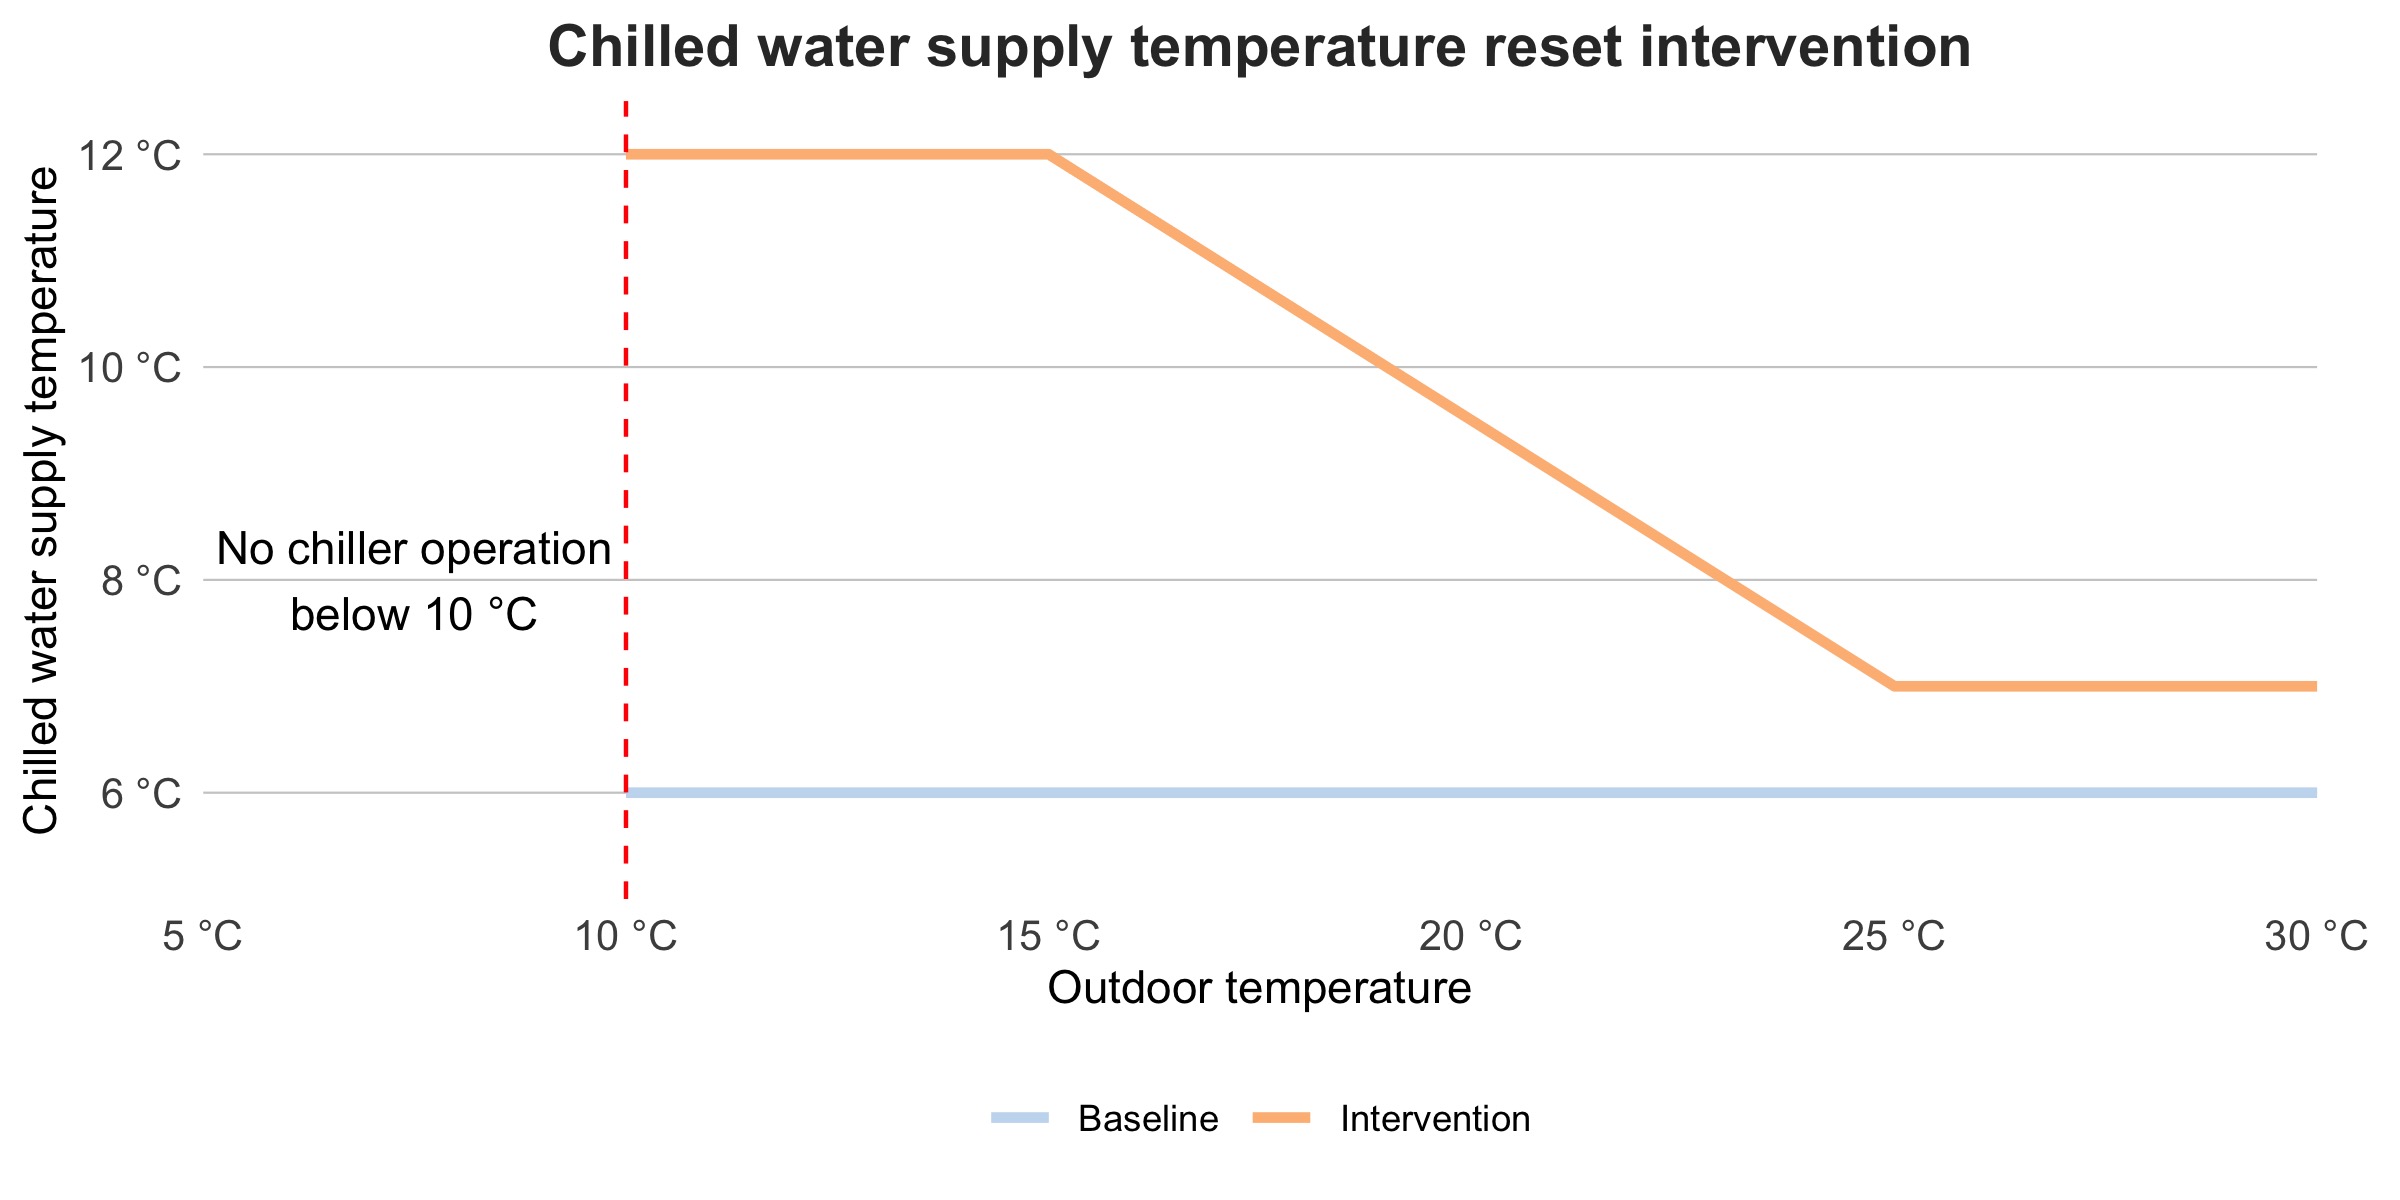 Chilled water supply temperature reset intervention
Chilled water supply temperature
12 °C
10 °C
8 °C
6 °C
No chiller operation
below 10 °C
5 °C
10 °C
15 °C
20 °C
25 °C
30 °C
Outdoor temperature
Baseline
Intervention